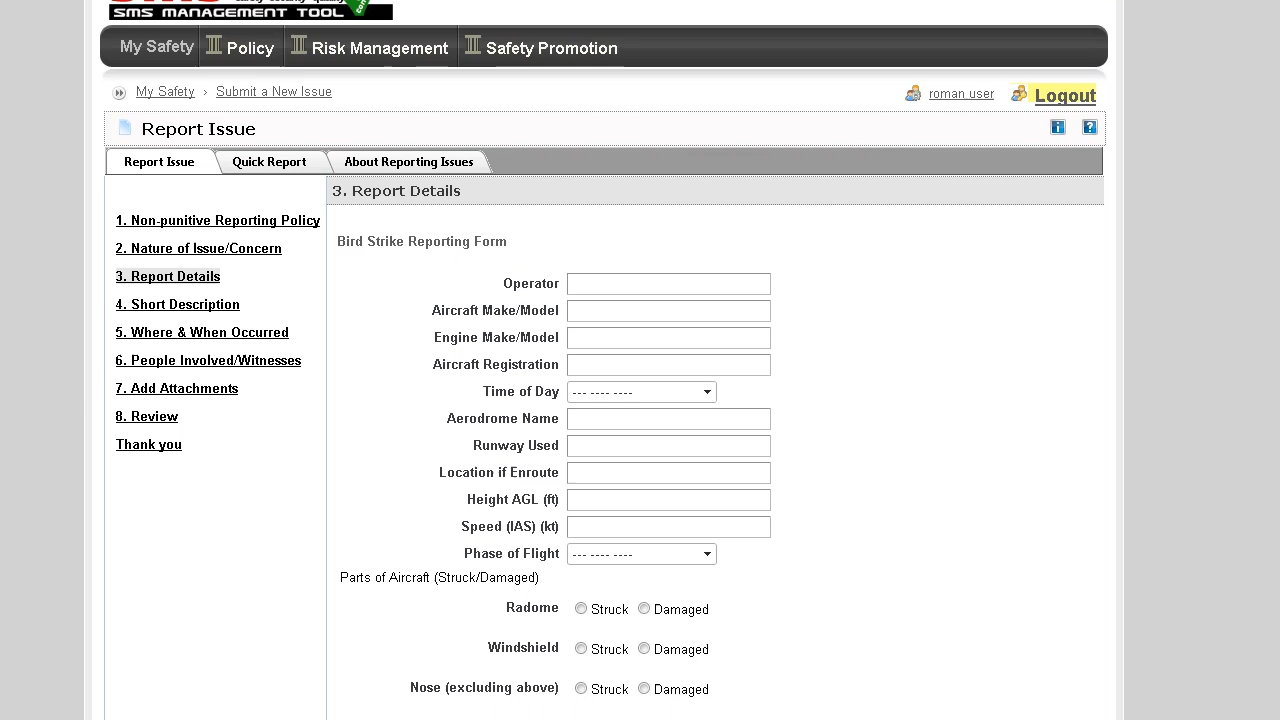 SMS MANAGEMENT TOOL
My Safety Policy Risk Management Safety Promotion
My Safety › Submit a New Issue roman user Logout
Report Issue
Report Issue Quick Report About Reporting Issues
3. Report Details
1. Non-punitive Reporting Policy
2. Nature of Issue/Concern
3. Report Details
4. Short Description
5. Where & When Occurred
6. People Involved/Witnesses
7. Add Attachments
8. Review
Thank you
Bird Strike Reporting Form
Operator
Aircraft Make/Model
Engine Make/Model
Aircraft Registration
Time of Day --- ---- ----
Aerodrome Name
Runway Used
Location if Enroute
Height AGL (ft)
Speed (IAS) (kt)
Phase of Flight --- ---- ----
Parts of Aircraft (Struck/Damaged)
Radome Struck Damaged
Windshield Struck Damaged
Nose (excluding above) Struck Damaged